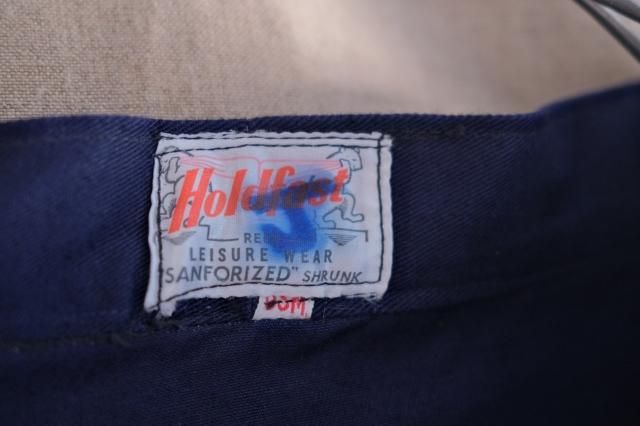 Holdfast
LEISURE WEAR
"SANFORIZED" SHRUNK